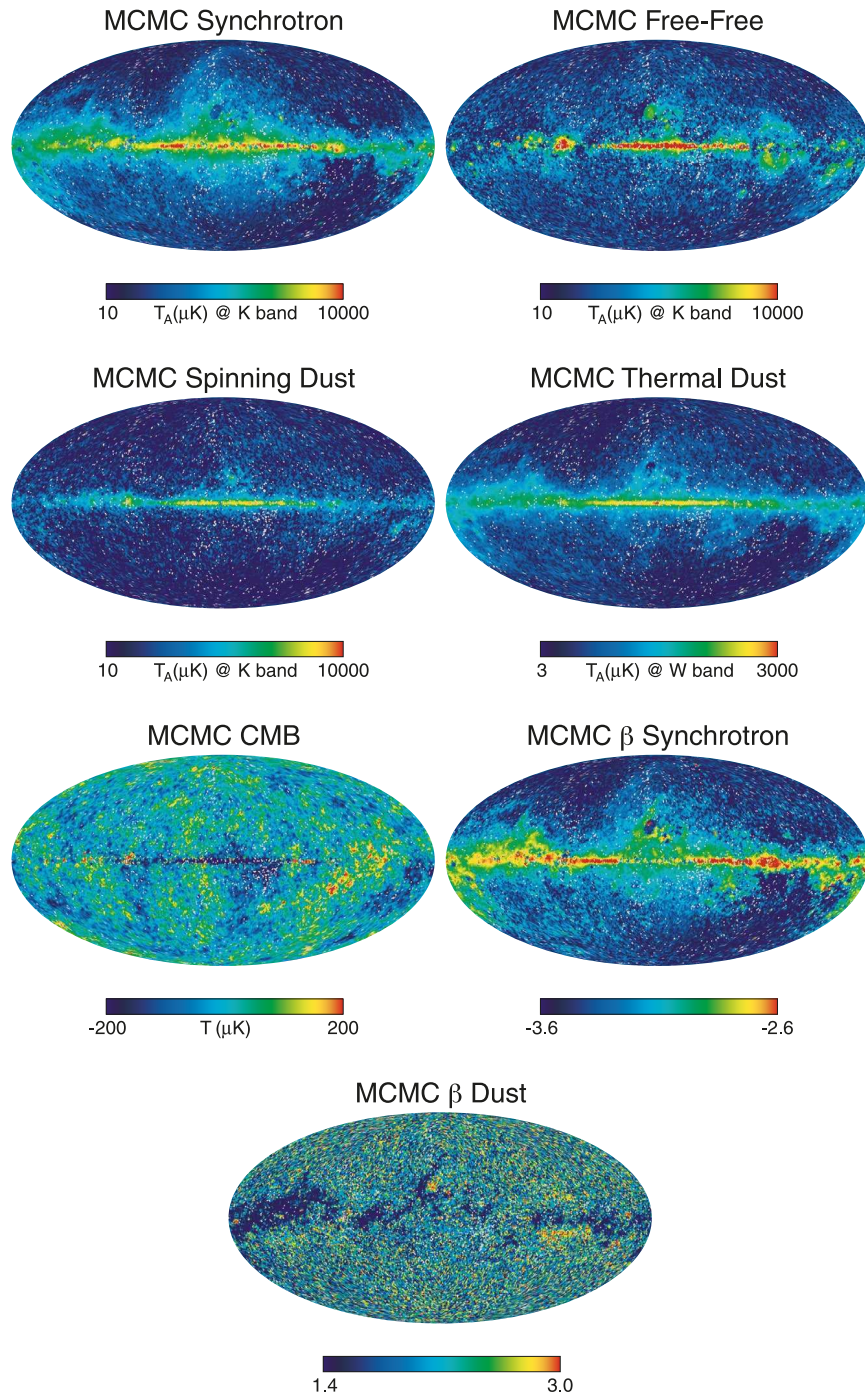 MCMC Synchrotron
MCMC Free-Free
10 T_A(μK) @ K band 10000
10 T_A(μK) @ K band 10000
MCMC Spinning Dust
MCMC Thermal Dust
10 T_A(μK) @ K band 10000
3 T_A(μK) @ W band 3000
MCMC CMB
MCMC β Synchrotron
-200 T (μK) 200
-3.6 -2.6
MCMC β Dust
1.4 3.0